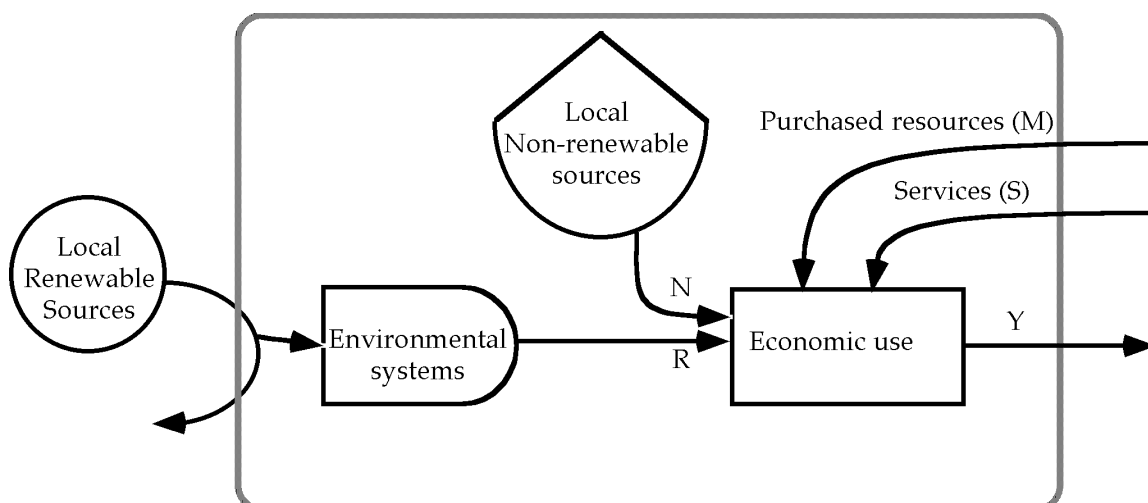 Local
Non-renewable
sources
Purchased resources (M)
Services (S)
Local
Renewable
Sources
N
Environmental
systems
R
Economic use
Y